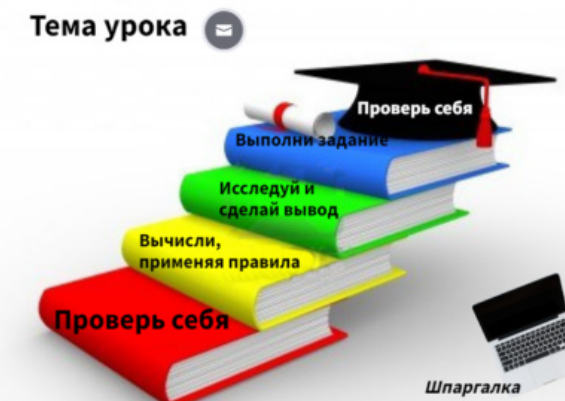 Тема урока
Проверь себя
Выполни задание
Исследуй и
сделай вывод
Вычисли,
применяя правила
Проверь себя
Шпаргалка